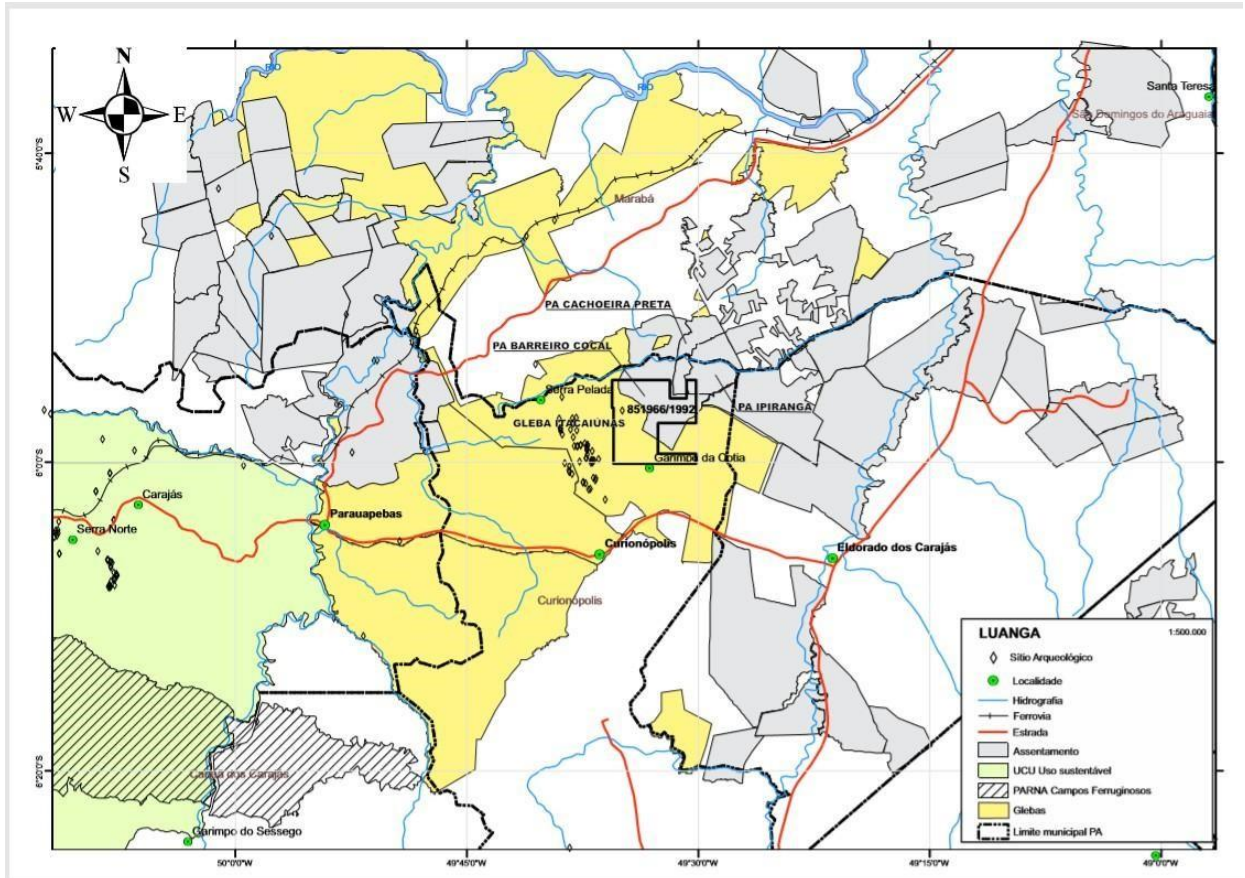 N
W E
S
RIO
RIO
Santa Teresa
São Domingos do Araguaia
5°40'0"S
Marabá
PA CACHOEIRA PRETA
PA BARREIRO COCAL
Serra Pelada
851966/1992
PA IPIRANGA
GLEBA ITACAIÚNAS
6°0'0"S
Garimpo da Cotia
Carajás
Parauapebas
Serra Norte
Curionópolis
Eldorado dos Carajás
Curionópolis
LUANGA 1:500.000
Sítio Arqueológico
Localidade
Hidrografia
Ferrovia
Estrada
Assentamento
UCU Uso sustentável
PARNA Campos Ferruginosos
Glebas
Limite municipal PA
6°20'0"S
Canaã dos Carajás
Garimpo do Sessego
50°0'0"W 49°45'0"W 49°30'0"W 49°15'0"W 49°0'0"W